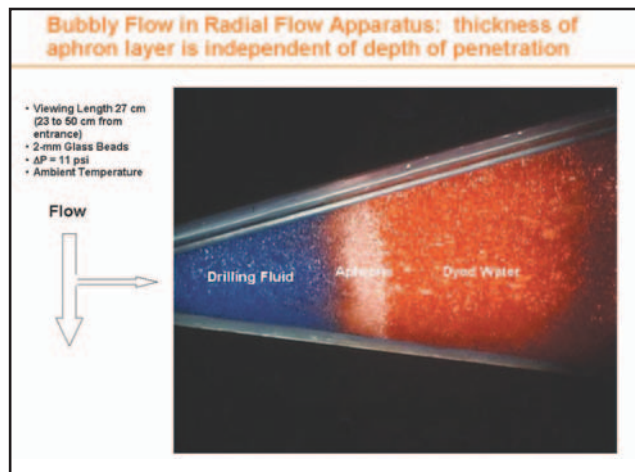 Bubbly Flow in Radial Flow Apparatus: thickness of
aphron layer is independent of depth of penetration
• Viewing Length 27 cm
(23 to 50 cm from
entrance)
• 2-mm Glass Beads
• ΔP = 11 psi
• Ambient Temperature
Flow
Drilling Fluid
Aphrons
Dyed Water